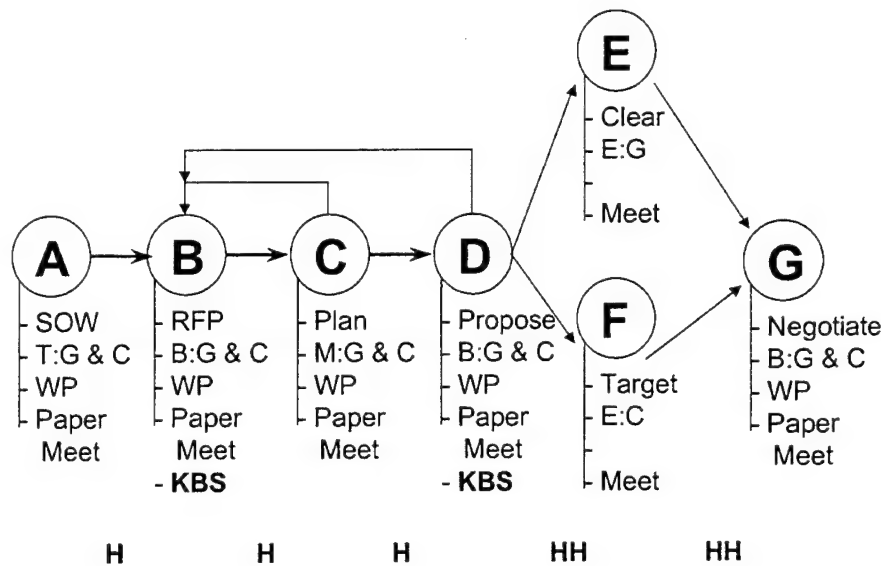 A
- SOW
- T:G & C
- WP
- Paper
Meet
B
- RFP
- B:G & C
- WP
- Paper
Meet
- KBS
C
- Plan
- M:G & C
- WP
- Paper
Meet
D
- Propose
- B:G & C
- WP
- Paper
Meet
- KBS
E
- Clear
- E:G
-
- Meet
F
- Target
- E:C
-
- Meet
G
- Negotiate
- B:G & C
- WP
- Paper
Meet
H H H HH HH